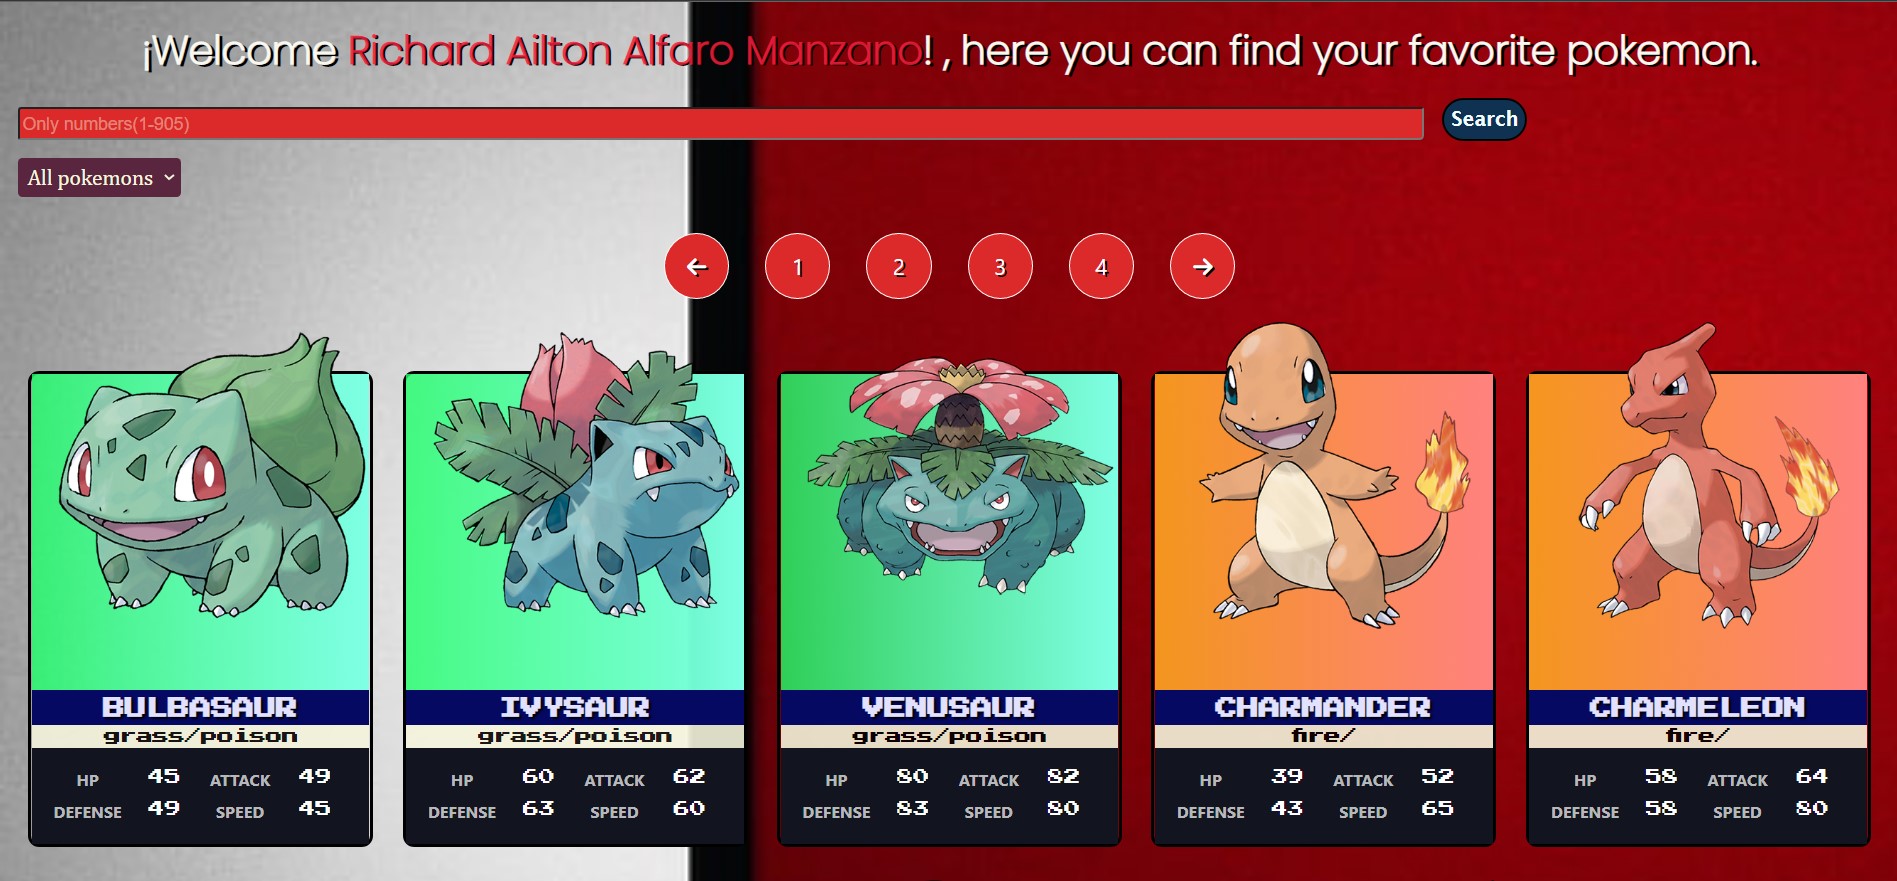 ¡Welcome Richard Ailton Alfaro Manzano! , here you can find your favorite pokemon.
Only numbers(1-905)
Search
All pokemons
← 1 2 3 4 →
BULBASAUR
grass/poison
HP 45 ATTACK 49
DEFENSE 49 SPEED 45
IVYSAUR
grass/poison
HP 60 ATTACK 62
DEFENSE 63 SPEED 60
VENUSAUR
grass/poison
HP 80 ATTACK 82
DEFENSE 83 SPEED 80
CHARMANDER
fire/
HP 39 ATTACK 52
DEFENSE 43 SPEED 65
CHARMELEON
fire/
HP 58 ATTACK 64
DEFENSE 58 SPEED 80